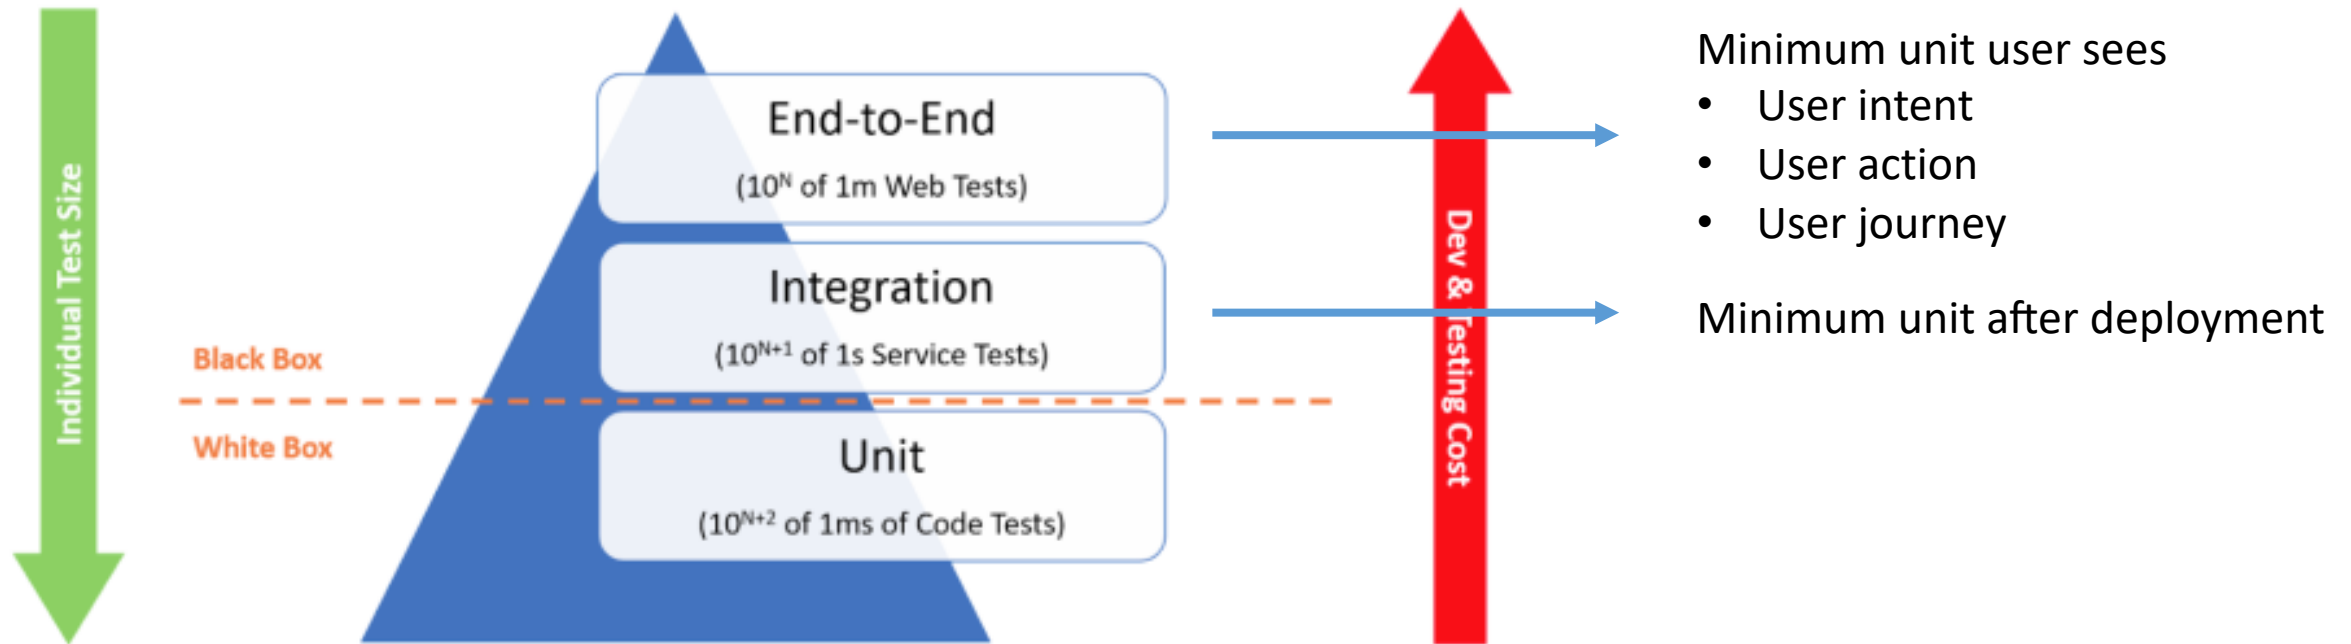 Individual Test Size
Black Box
White Box
End-to-End
(10ᴺ of 1m Web Tests)
Integration
(10ᴺ⁺¹ of 1s Service Tests)
Unit
(10ᴺ⁺² of 1ms of Code Tests)
Dev & Testing Cost
Minimum unit user sees
• User intent
• User action
• User journey
Minimum unit after deployment